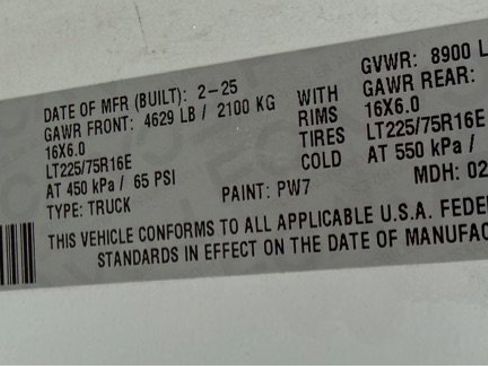 DATE OF MFR (BUILT): 2-25 GVWR: 8900 L
GAWR FRONT: 4629 LB / 2100 KG WITH GAWR REAR:
16X6.0 RIMS 16X6.0
LT225/75R16E TIRES LT225/75R16E
AT 450 kPa / 65 PSI COLD AT 550 kPa /
TYPE: TRUCK PAINT: PW7 MDH: 02
THIS VEHICLE CONFORMS TO ALL APPLICABLE U.S.A. FEDE
STANDARDS IN EFFECT ON THE DATE OF MANUFAC